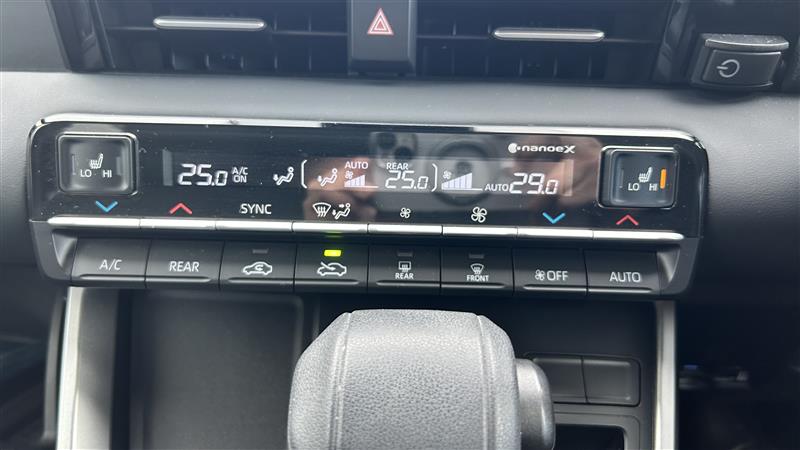 nanoeX
AUTO REAR
25.0 A/C ON 25.0 AUTO 29.0
LO HI
LO HI
SYNC
A/C REAR REAR FRONT OFF AUTO